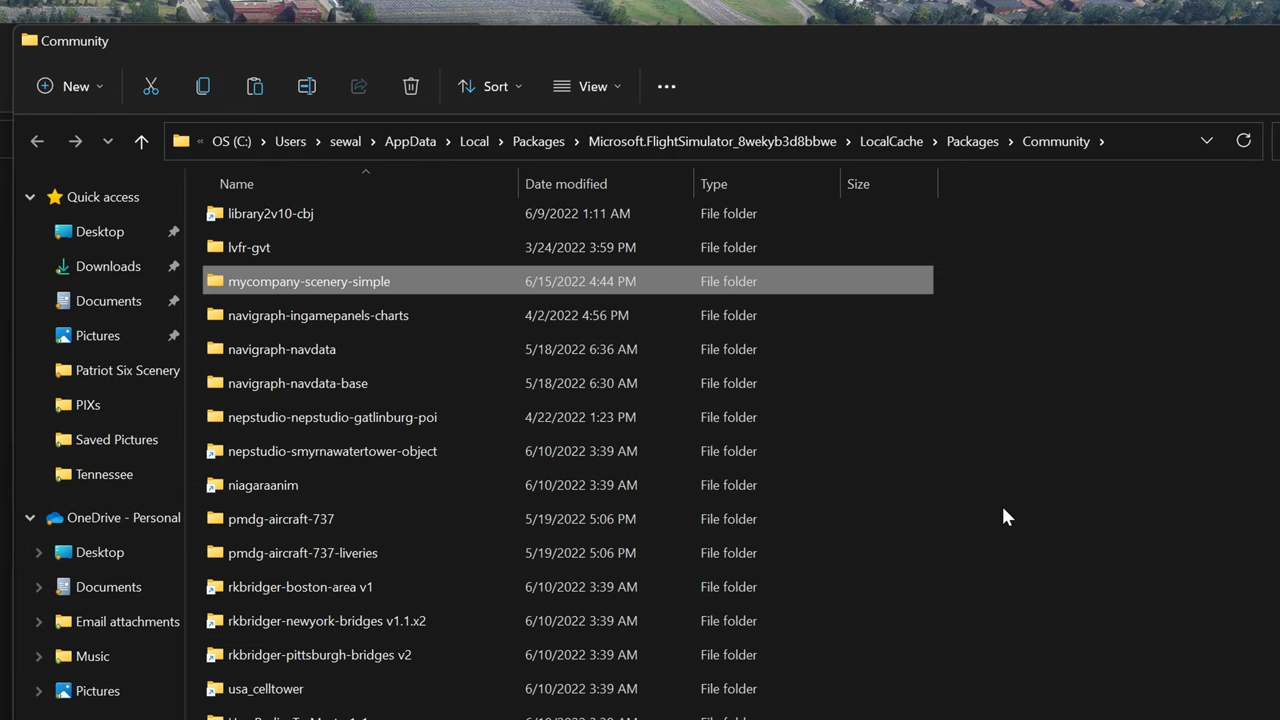 Community
New
Sort
View
« OS (C:) > Users > sewal > AppData > Local > Packages > Microsoft.FlightSimulator_8wekyb3d8bbwe > LocalCache > Packages > Community >
Name Date modified Type Size
Quick access
Desktop
Downloads
Documents
Pictures
Patriot Six Scenery
PIXs
Saved Pictures
Tennessee
OneDrive - Personal
Desktop
Documents
Email attachments
Music
Pictures
library2v10-cbj 6/9/2022 1:11 AM File folder
lvfr-gvt 3/24/2022 3:59 PM File folder
mycompany-scenery-simple 6/15/2022 4:44 PM File folder
navigraph-ingamepanels-charts 4/2/2022 4:56 PM File folder
navigraph-navdata 5/18/2022 6:36 AM File folder
navigraph-navdata-base 5/18/2022 6:30 AM File folder
nepstudio-nepstudio-gatlinburg-poi 4/22/2022 1:23 PM File folder
nepstudio-smyrnawatertower-object 6/10/2022 3:39 AM File folder
niagaraanim 6/10/2022 3:39 AM File folder
pmdg-aircraft-737 5/19/2022 5:06 PM File folder
pmdg-aircraft-737-liveries 5/19/2022 5:06 PM File folder
rkbridger-boston-area v1 6/10/2022 3:39 AM File folder
rkbridger-newyork-bridges v1.1.x2 6/10/2022 3:39 AM File folder
rkbridger-pittsburgh-bridges v2 6/10/2022 3:39 AM File folder
usa_celltower 6/10/2022 3:39 AM File folder